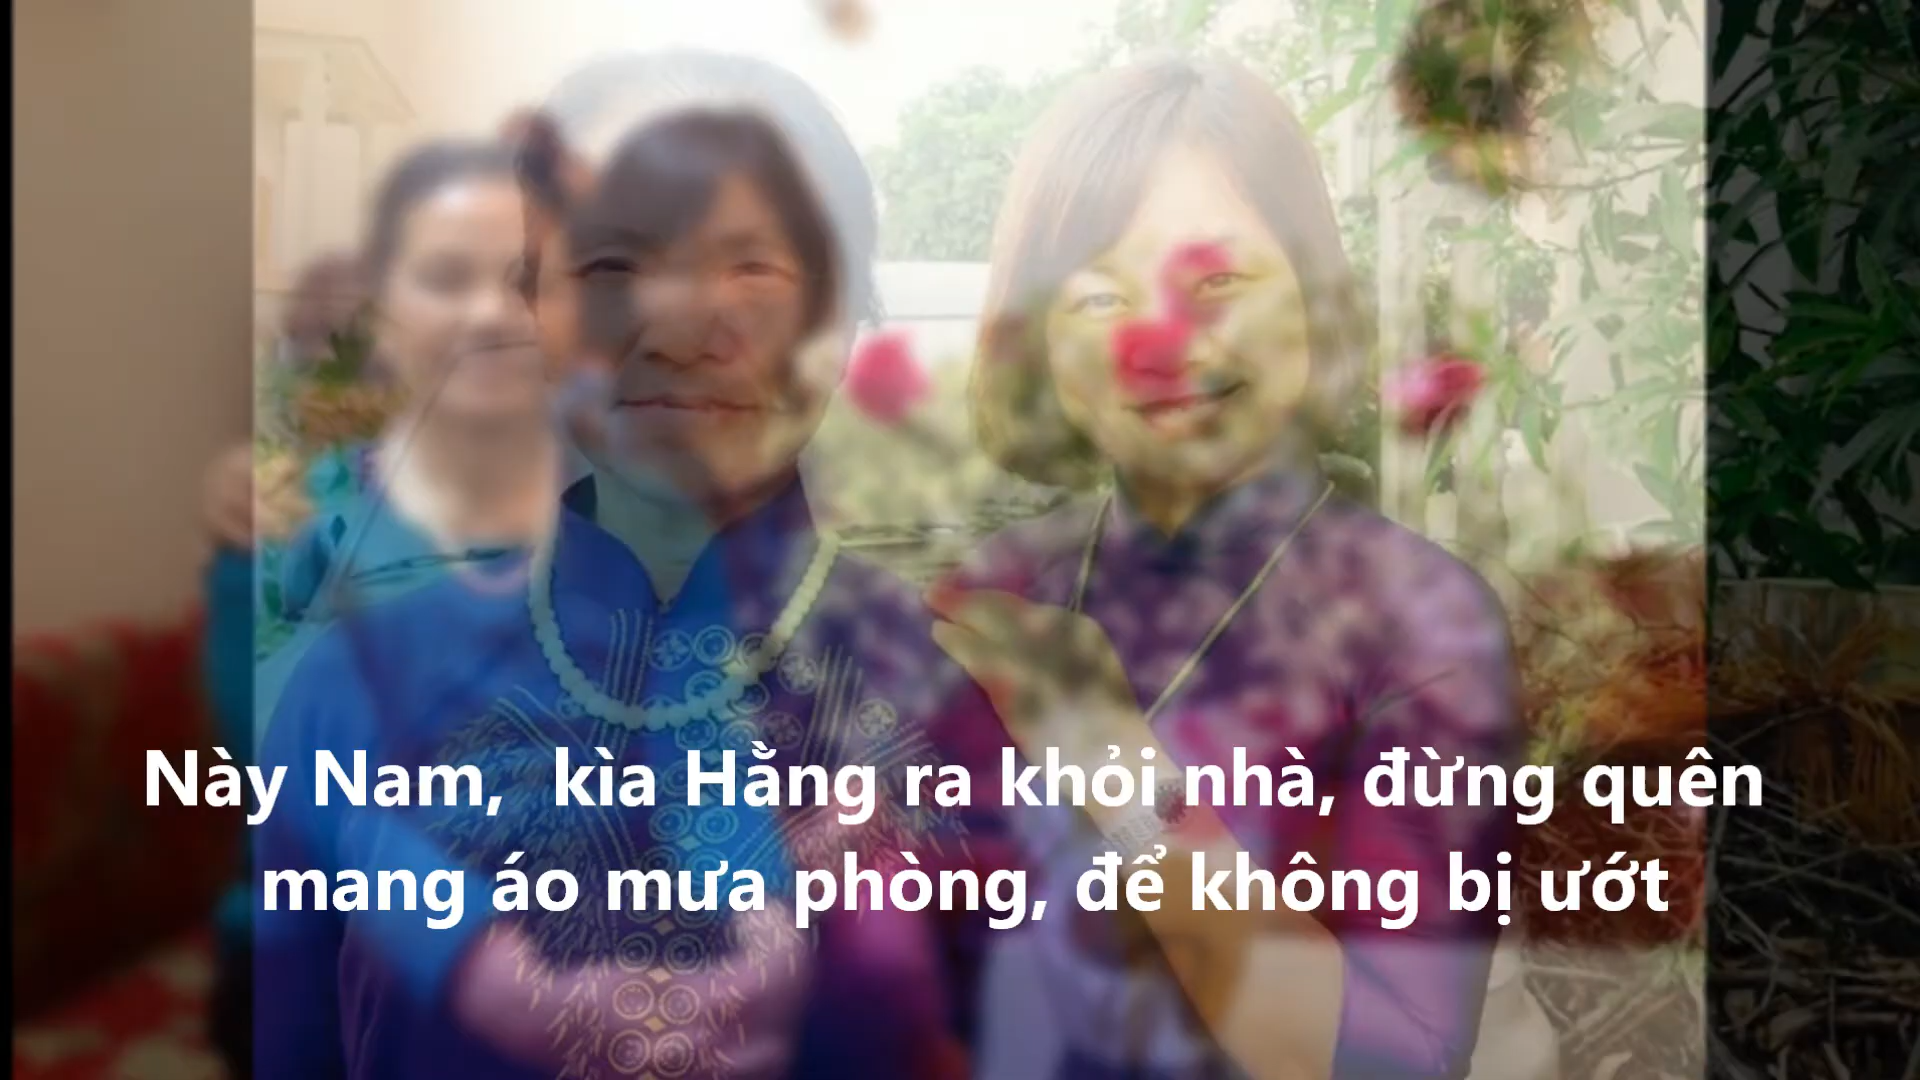 Này Nam,  kìa Hằng ra khỏi nhà, đừng quên
mang áo mưa phòng, để không bị ướt